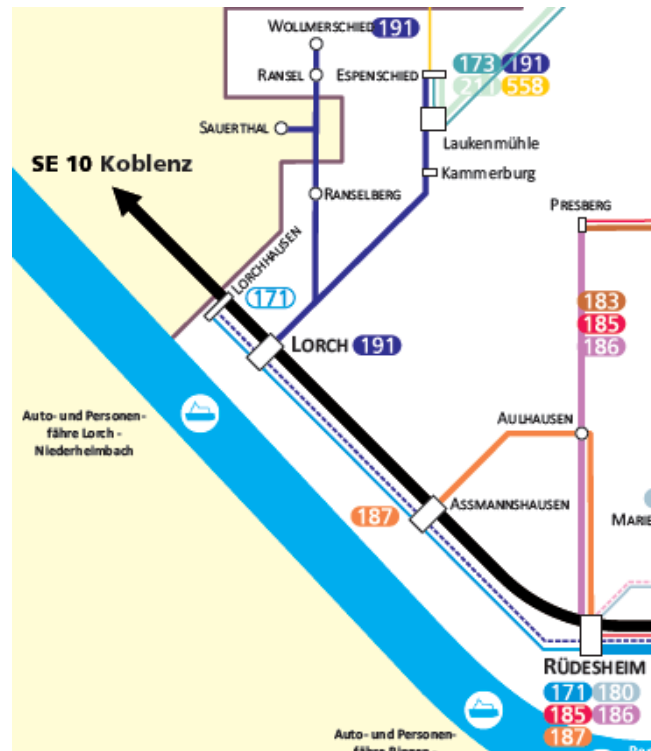 WOLLMERSCHIED 191
RANSEL
ESPENSCHIED
173 191
211 558
SAUERTHAL
Laukenmühle
SE 10 Koblenz
Kammerburg
RANSELBERG
PRESBERG
LORCHHAUSEN
171
183
185
186
LORCH 191
Auto- und Personen-
fähre Lorch -
Niederheimbach
AULHAUSEN
187
ASSMANNSHAUSEN
MARIE
RÜDESHEIM
171 180
185 186
187
Auto- und Personen-